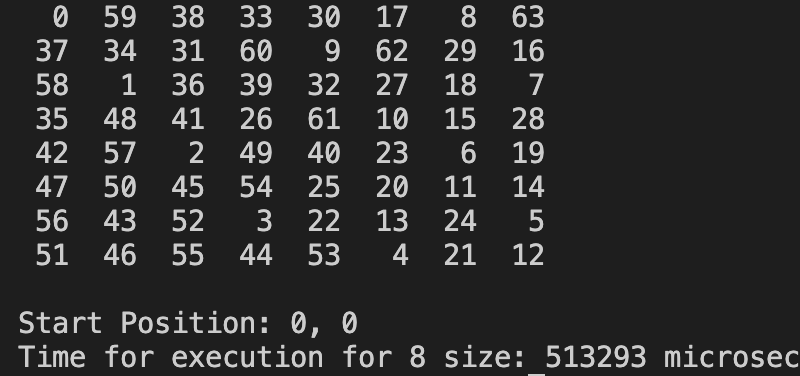 0 59 38 33 30 17 8 63
37 34 31 60 9 62 29 16
58 1 36 39 32 27 18 7
35 48 41 26 61 10 15 28
42 57 2 49 40 23 6 19
47 50 45 54 25 20 11 14
56 43 52 3 22 13 24 5
51 46 55 44 53 4 21 12
Start Position: 0, 0
Time for execution for 8 size: 513293 microsec